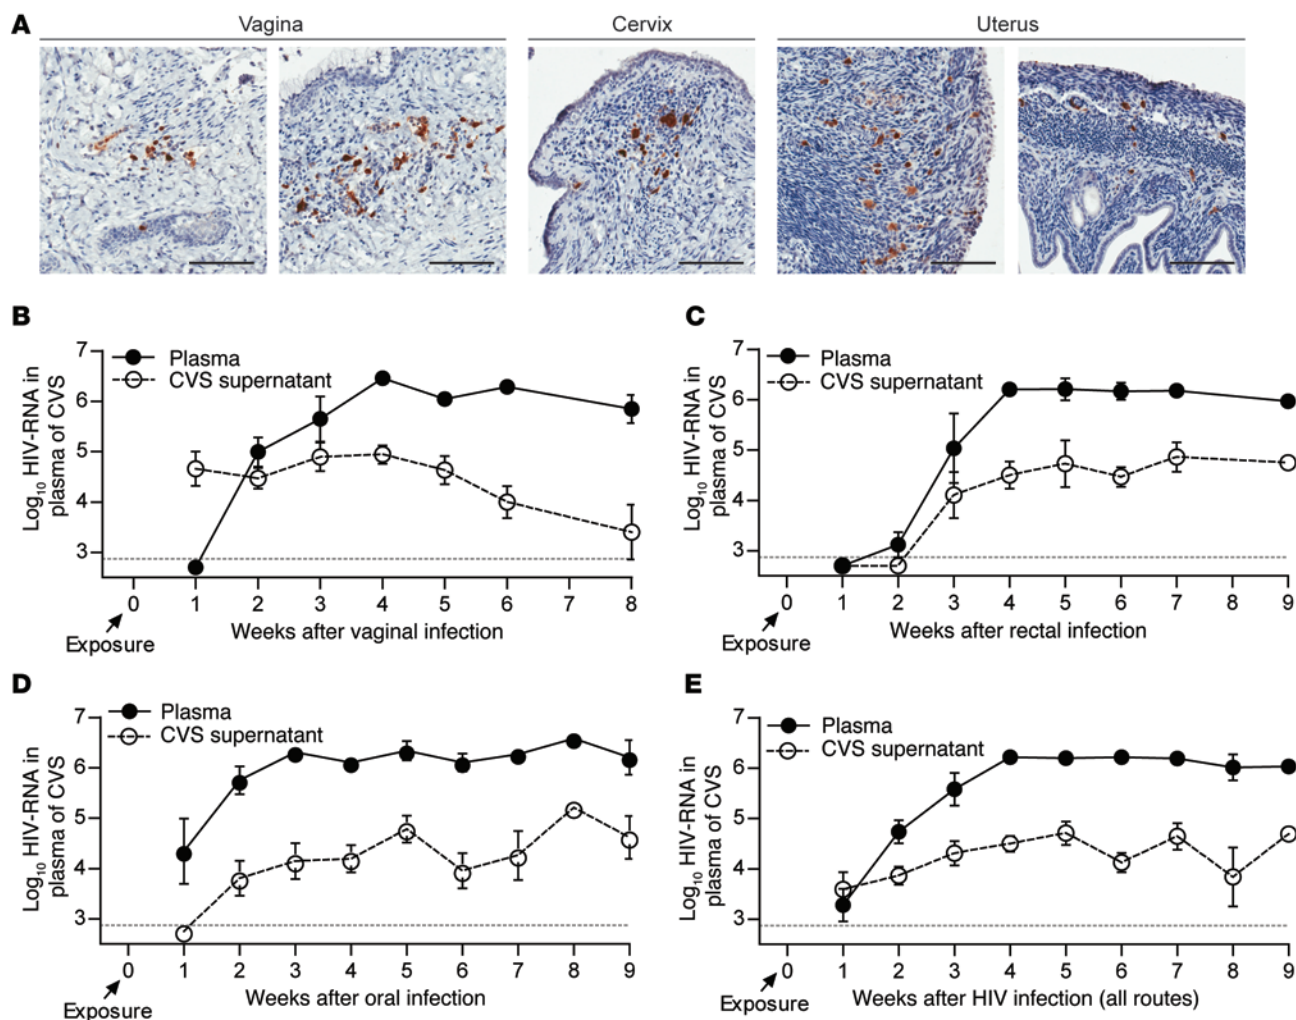 A
Vagina
Cervix
Uterus
B
Plasma
CVS supernatant
Log10 HIV-RNA in
plasma of CVS
7
6
5
4
3
0 1 2 3 4 5 6 7 8
Exposure
Weeks after vaginal infection
C
Plasma
CVS supernatant
Log10 HIV-RNA in
plasma of CVS
7
6
5
4
3
0 1 2 3 4 5 6 7 8 9
Exposure
Weeks after rectal infection
D
Plasma
CVS supernatant
Log10 HIV-RNA in
plasma of CVS
7
6
5
4
3
0 1 2 3 4 5 6 7 8 9
Exposure
Weeks after oral infection
E
Plasma
CVS supernatant
Log10 HIV-RNA in
plasma of CVS
7
6
5
4
3
0 1 2 3 4 5 6 7 8 9
Exposure
Weeks after HIV infection (all routes)